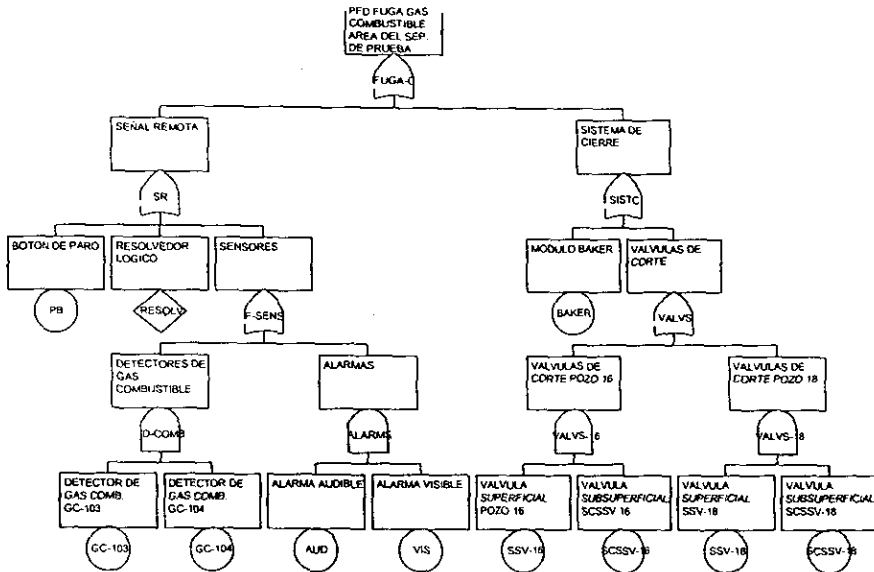 PFD FUGA GAS
COMBUSTIBLE
AREA DEL SEP.
DE PRUEBA
FUGA-C
SEÑAL REMOTA
SISTEMA DE
CIERRE
SR
SISTC
BOTON DE PARO
RESOLVEDOR
LOGICO
SENSORES
MODULO BAKER
VALVULAS DE
CORTE
PB
RESOLV
F-SENS
BAKER
VALVS
DETECTORES DE
GAS
COMBUSTIBLE
ALARMAS
VALVULAS DE
CORTE POZO 16
VALVULAS DE
CORTE POZO 18
D-COMB
ALARMS
VALVS-16
VALVS-18
DETECTOR DE
GAS COMB.
GC-103
DETECTOR DE
GAS COMB.
GC-104
ALARMA AUDIBLE
ALARMA VISIBLE
VALVULA
SUPERFICIAL
POZO 16
VALVULA
SUBSUPERFICIAL
SCSSV 16
VALVULA
SUPERFICIAL
SSV-18
VALVULA
SUBSUPERFICIAL
SCSSV-18
GC-103
GC-104
AUD
VIS
SSV-16
SCSSV-16
SSV-18
SCSSV-18